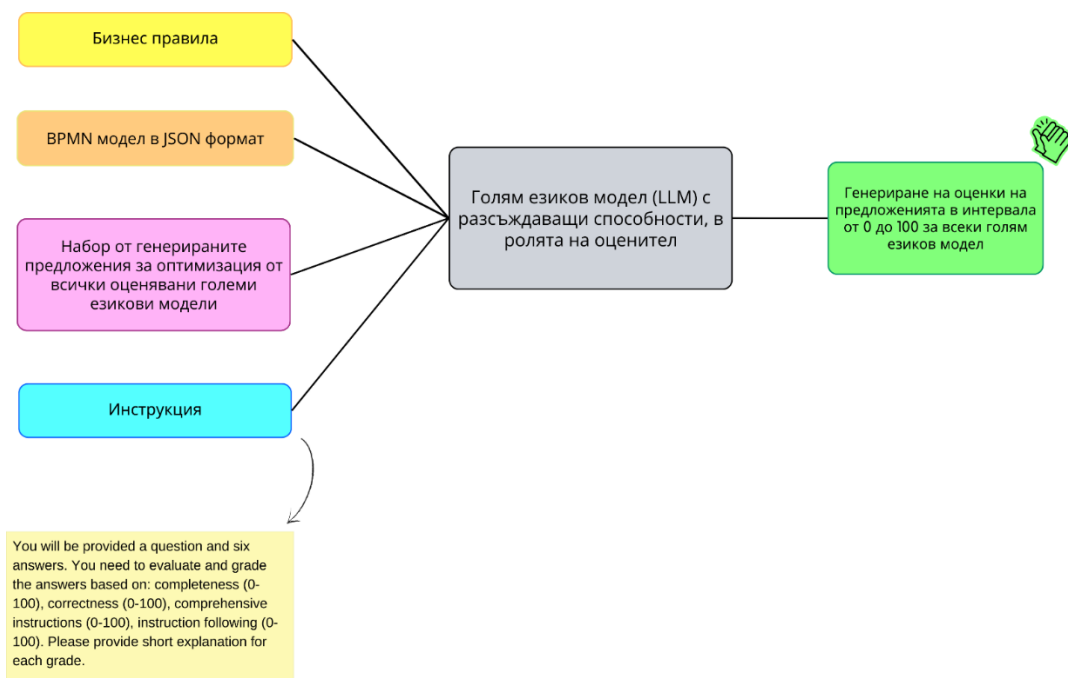 Бизнес правила
BPMN модел в JSON формат
Набор от генерираните
предложения за оптимизация от
всички оценявани големи
езикови модели
Инструкция
Голям езиков модел (LLM) с
разсъждаващи способности, в
ролята на оценител
Генериране на оценки на
предложенията в интервала
от 0 до 100 за всеки голям
езиков модел
You will be provided a question and six
answers. You need to evaluate and grade
the answers based on: completeness (0-
100), correctness (0-100), comprehensive
instructions (0-100), instruction following (0-
100). Please provide short explanation for
each grade.